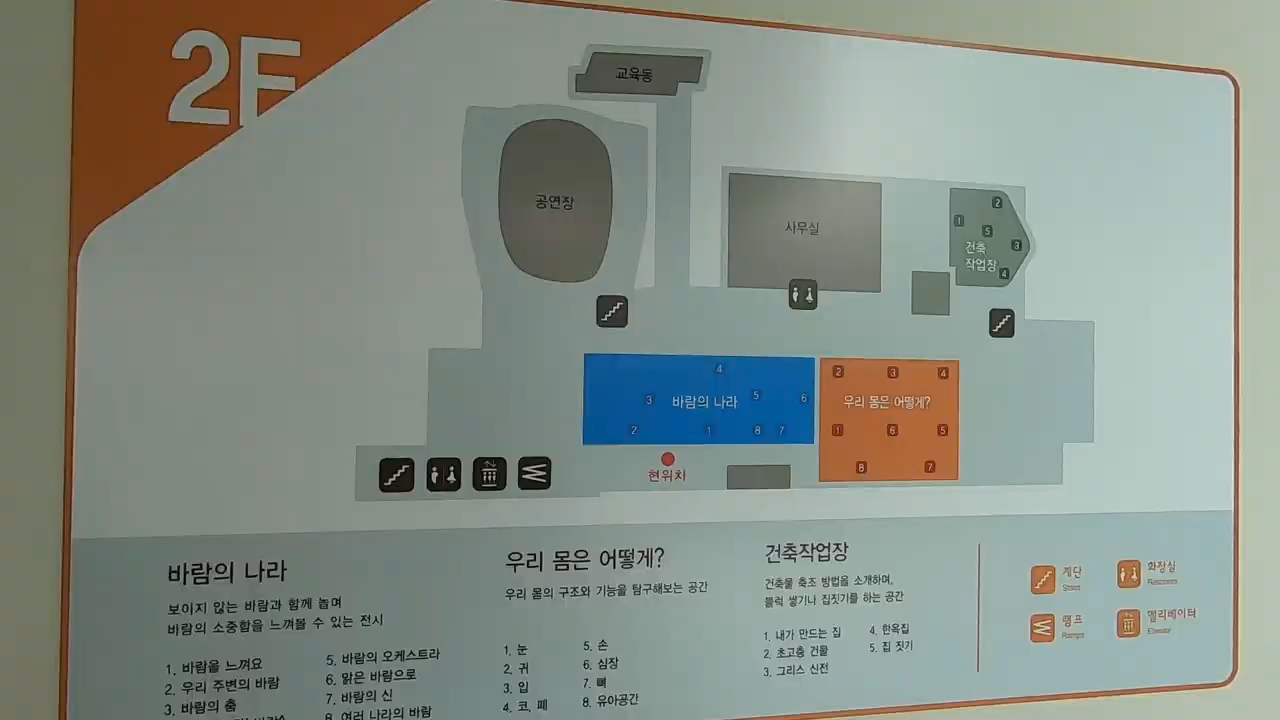 2F
교육동
공연장
사무실
2
1
5
3
건축
작업장
4
4
3
바람의 나라
5
6
2
1
8
7
2
3
4
우리 몸은 어떻게?
1
6
5
8
7
현위치
바람의 나라
보이지 않는 바람과 함께 놀며
바람의 소중함을 느껴볼 수 있는 전시
1. 바람을 느껴요
2. 우리 주변의 바람
3. 바람의 춤
5. 바람의 오케스트라
6. 맑은 바람으로
7. 바람의 신
8. 여러 나라의 바람
우리 몸은 어떻게?
우리 몸의 구조와 기능을 탐구해보는 공간
1. 눈
2. 귀
3. 입
4. 코, 폐
5. 손
6. 심장
7. 뼈
8. 유아공간
건축작업장
건축물 축조 방법을 소개하며,
블럭 쌓기나 집짓기를 하는 공간
1. 내가 만드는 집
2. 초고층 건물
3. 그리스 신전
4. 한옥집
5. 집 짓기
계단
Stairs
화장실
Restrooms
램프
Ramps
엘리베이터
Elevator